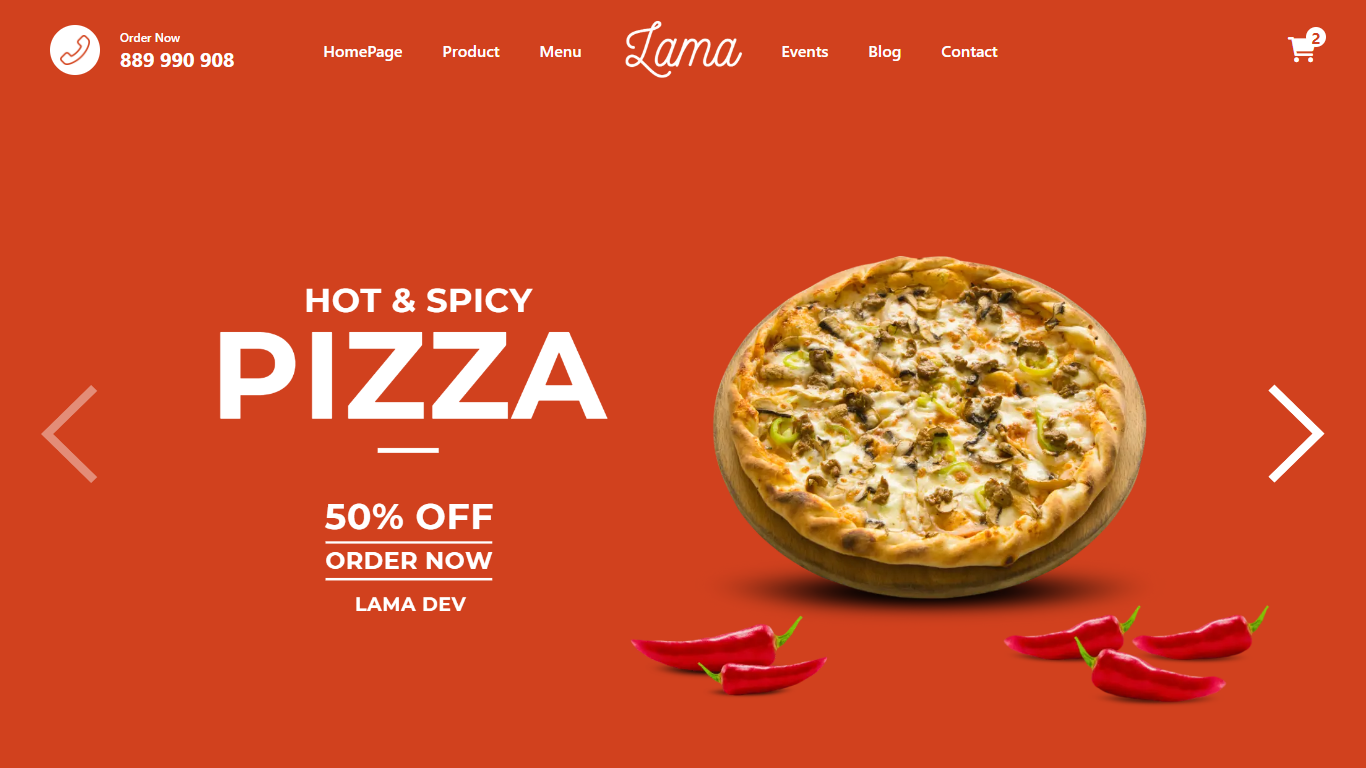 Order Now
889 990 908
HomePage
Product
Menu
Lama
Events
Blog
Contact
2
HOT & SPICY
PIZZA
50% OFF
ORDER NOW
LAMA DEV